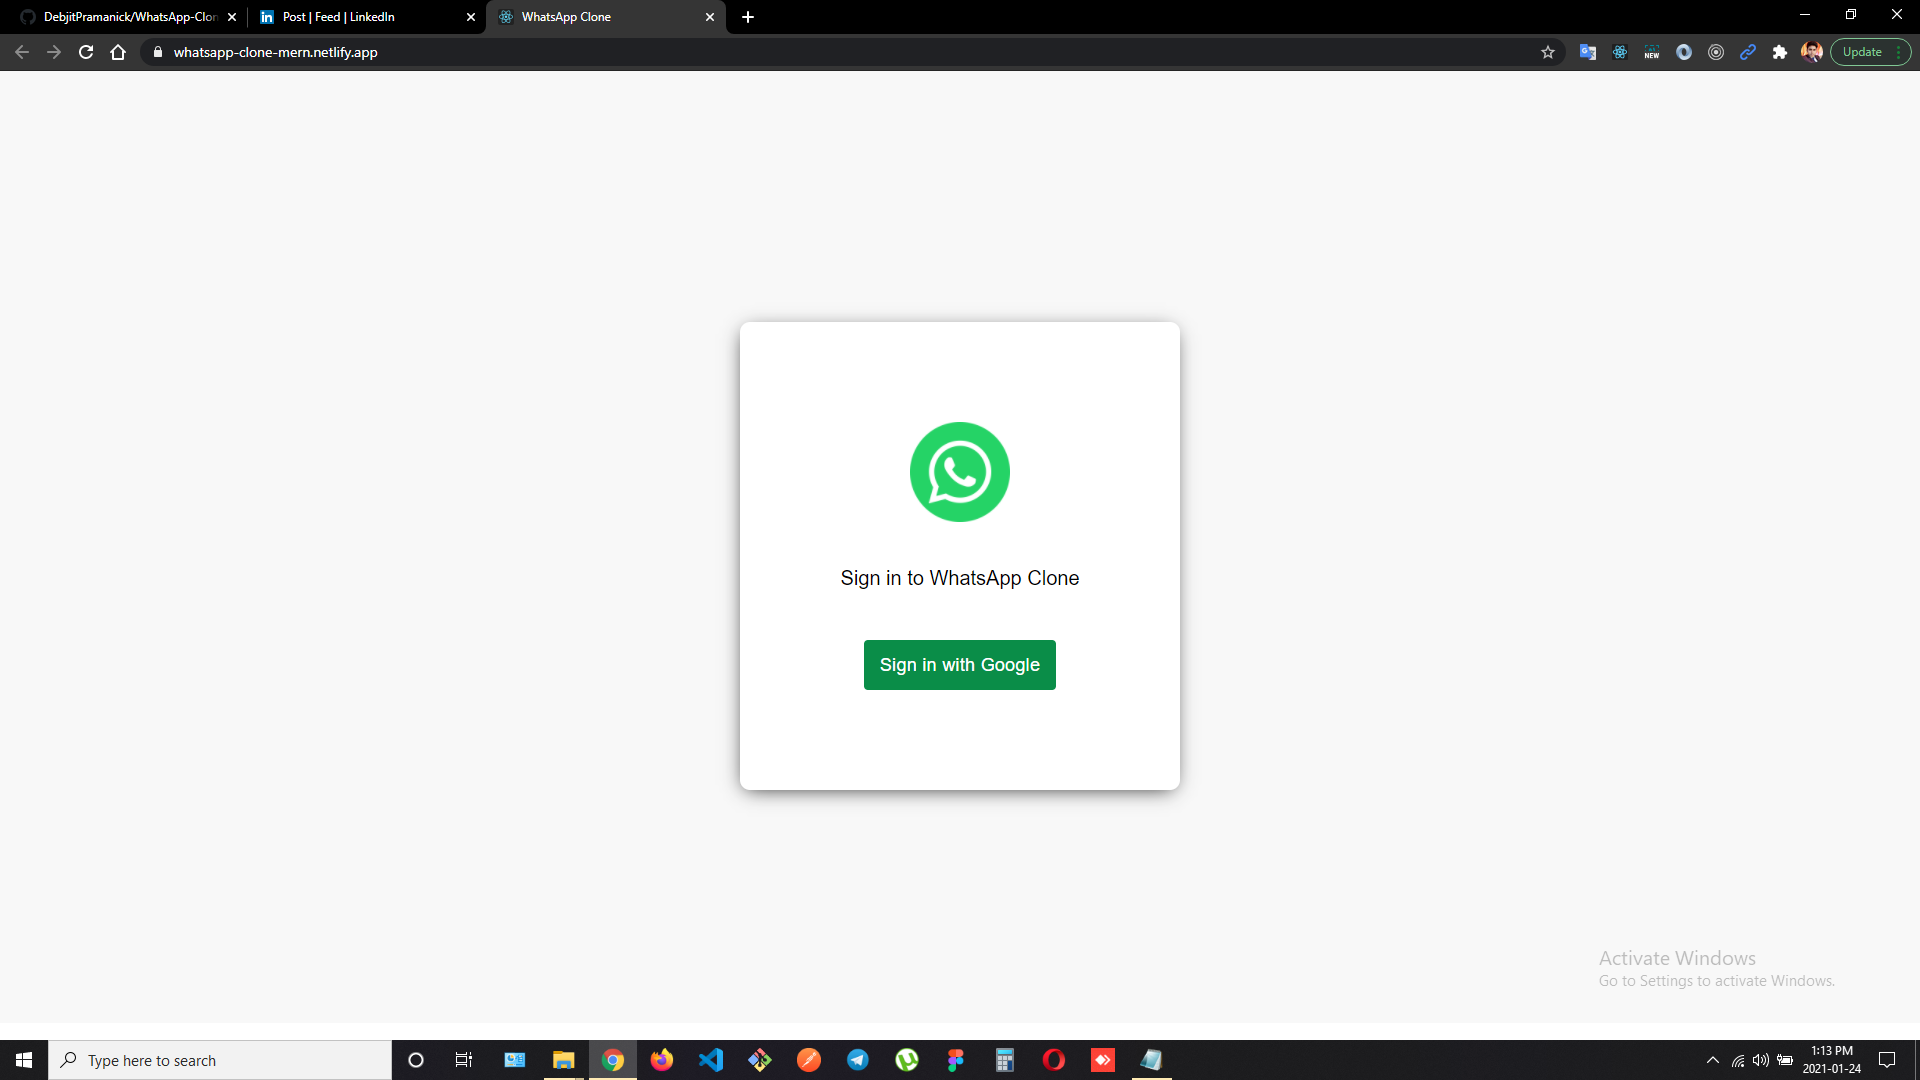 DebjitPramanick/WhatsApp-Clon
Post | Feed | LinkedIn
WhatsApp Clone
whatsapp-clone-mern.netlify.app
NEW
Update
Sign in to WhatsApp Clone
Sign in with Google
Activate Windows
Go to Settings to activate Windows.
Type here to search
1:13 PM
2021-01-24